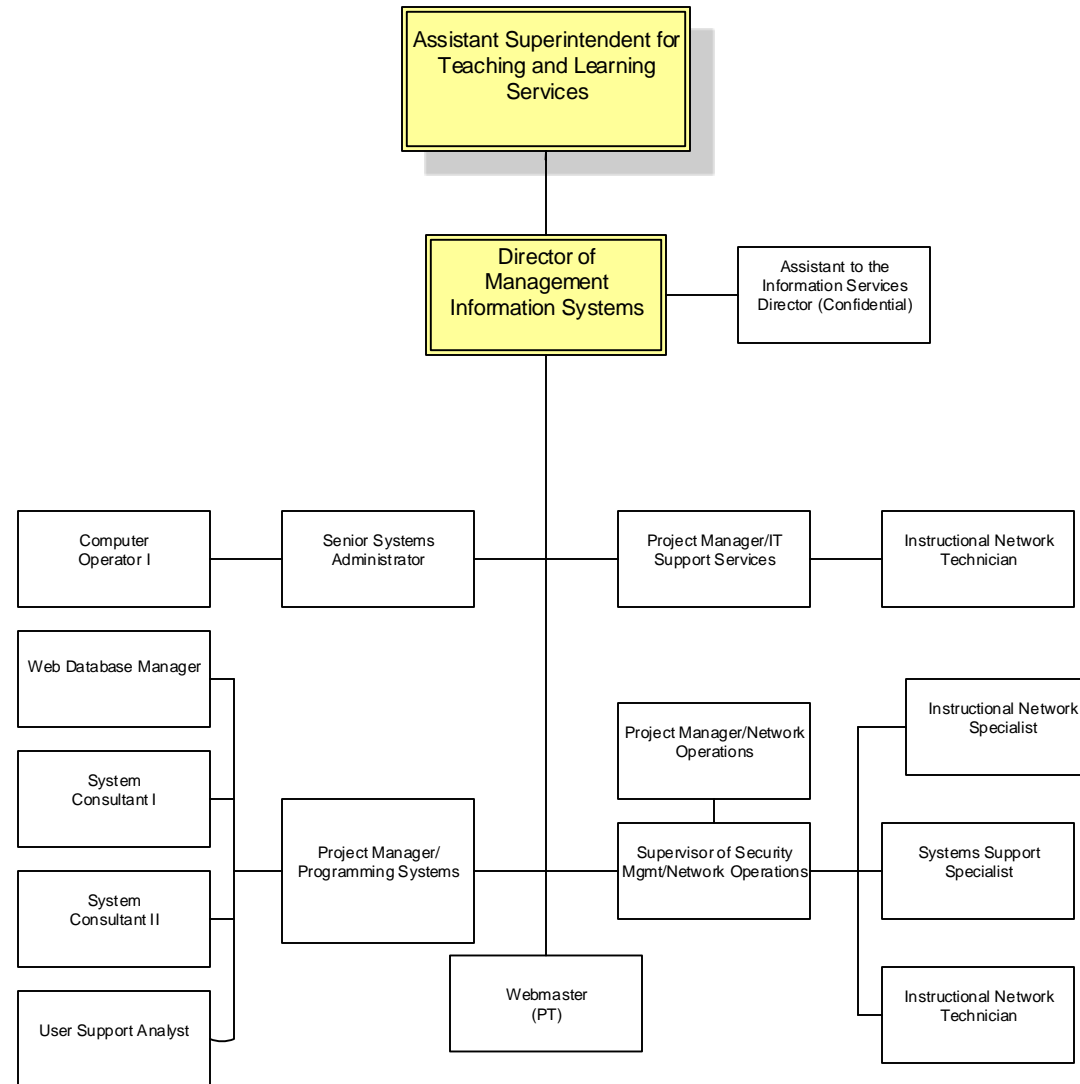 Assistant Superintendent for
Teaching and Learning
Services
Director of
Management
Information Systems
Assistant to the
Information Services
Director (Confidential)
Computer
Operator I
Senior Systems
Administrator
Project Manager/IT
Support Services
Instructional Network
Technician
Web Database Manager
System
Consultant I
System
Consultant II
User Support Analyst
Project Manager/
Programming Systems
Project Manager/Network
Operations
Supervisor of Security
Mgmt/Network Operations
Instructional Network
Specialist
Systems Support
Specialist
Instructional Network
Technician
Webmaster
(PT)